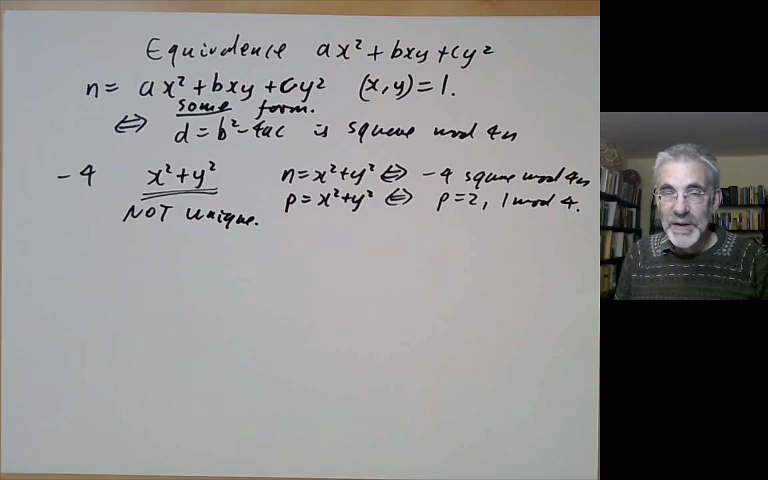 Equivalence ax² + bxy + cy²
n = ax² + bxy + cy² (x,y) = 1.
some form.
⇔ d = b² - 4ac is square mod 4n
-4 x² + y² n = x² + y² ⇔ -4 square mod 4n
NOT unique. p = x² + y² ⇔ p = 2, 1 mod 4.